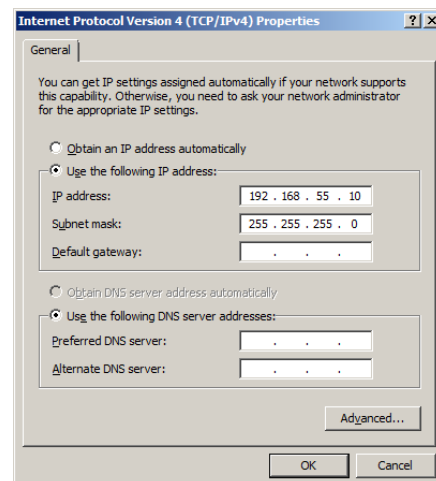 Internet Protocol Version 4 (TCP/IPv4) Properties
General
You can get IP settings assigned automatically if your network supports
this capability. Otherwise, you need to ask your network administrator
for the appropriate IP settings.
Obtain an IP address automatically
Use the following IP address:
IP address: 192 . 168 . 55 . 10
Subnet mask: 255 . 255 . 255 . 0
Default gateway: . . .
Obtain DNS server address automatically
Use the following DNS server addresses:
Preferred DNS server: . . .
Alternate DNS server: . . .
Advanced...
OK Cancel